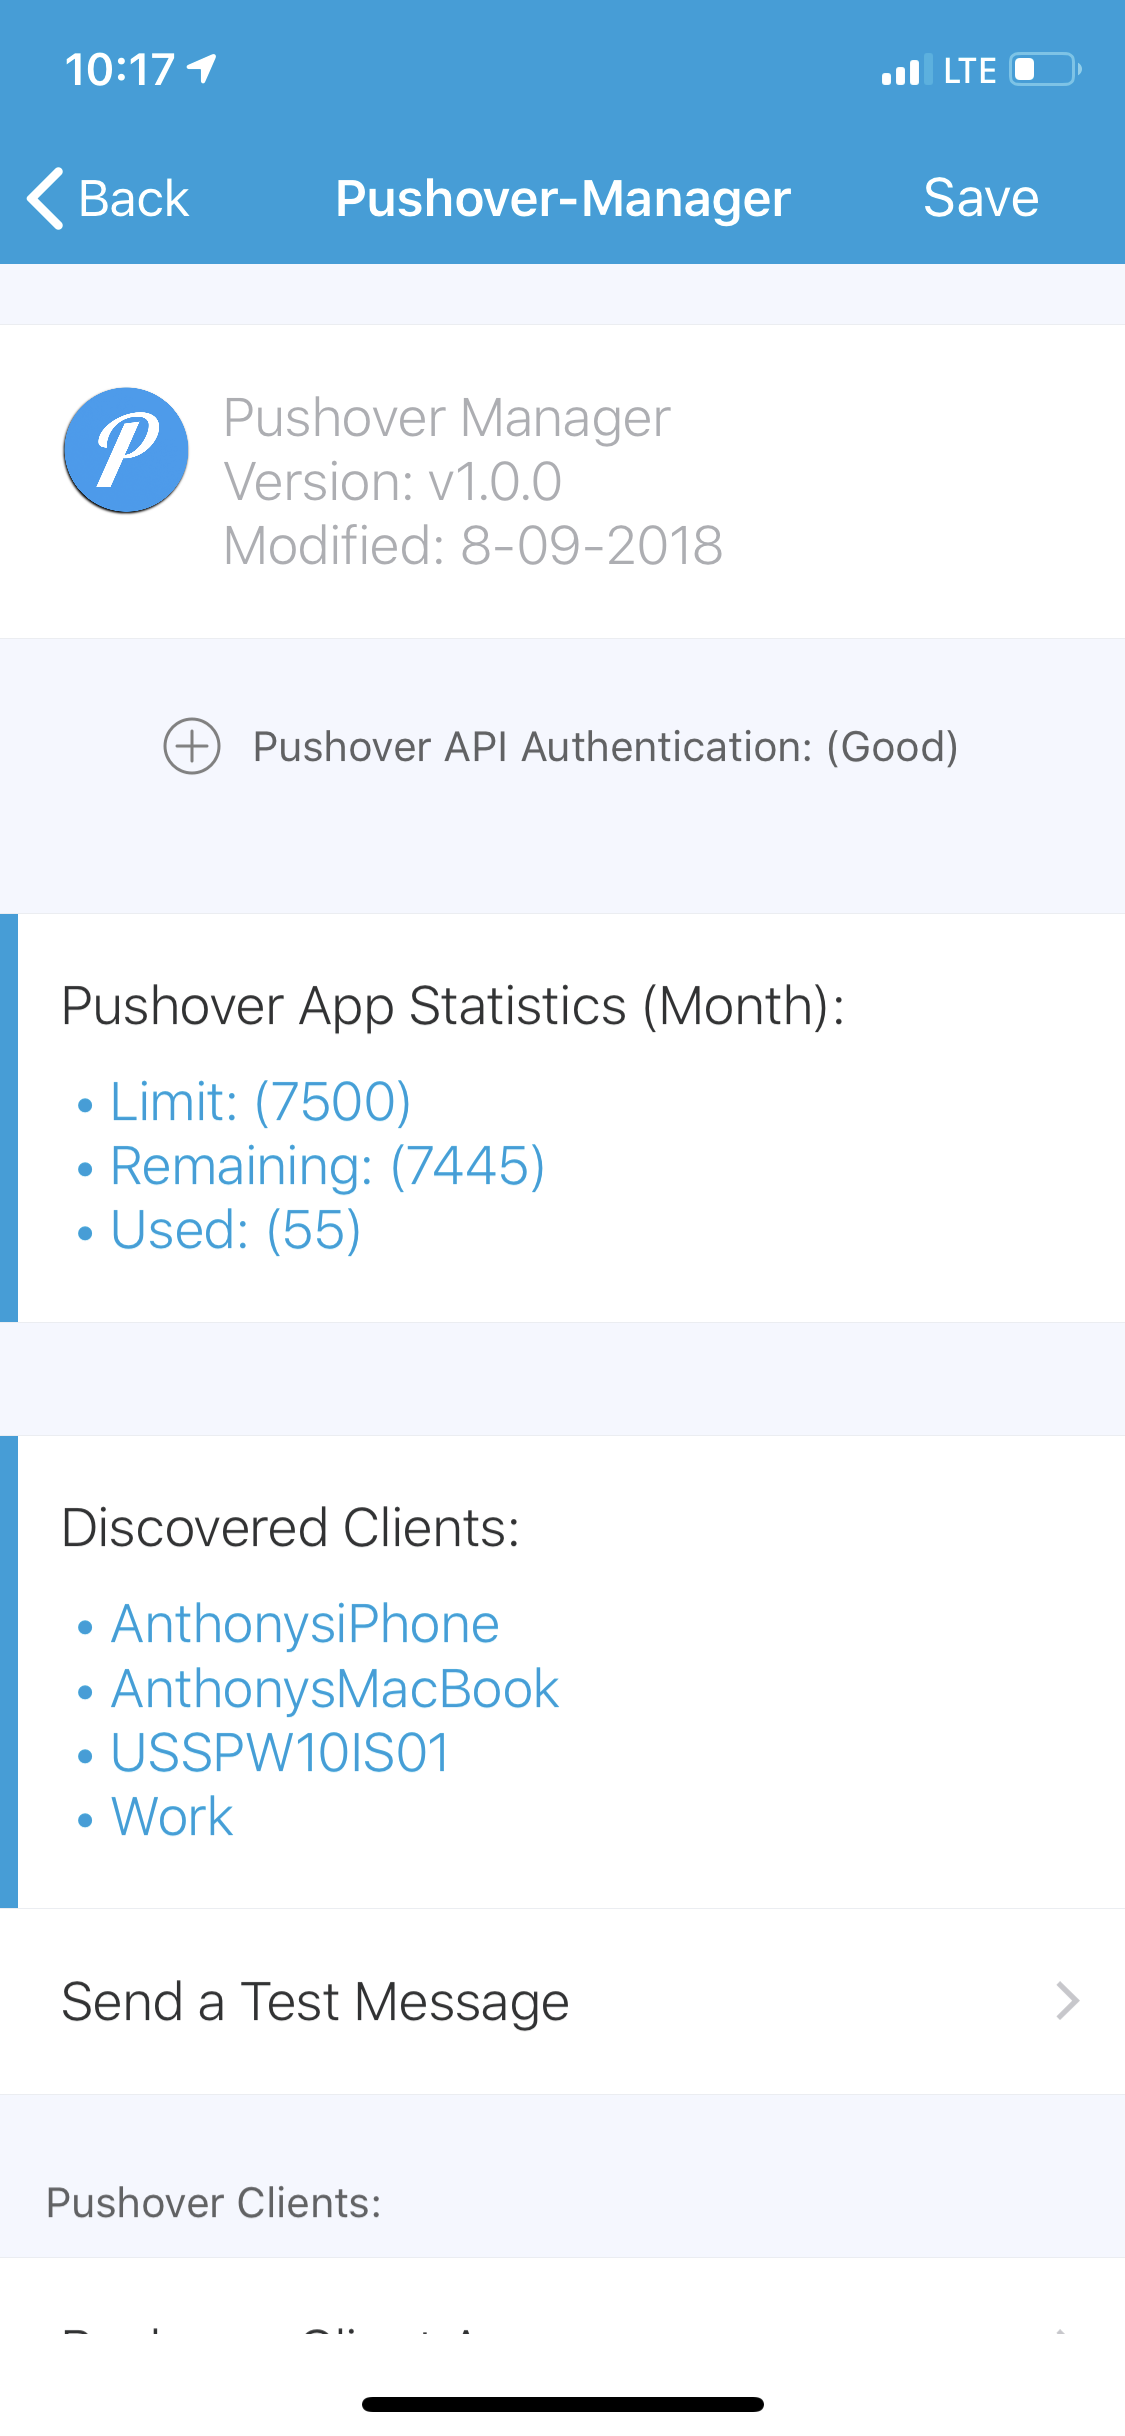 10:17 LTE
Back Pushover-Manager Save
Pushover Manager
Version: v1.0.0
Modified: 8-09-2018
Pushover API Authentication: (Good)
Pushover App Statistics (Month):
• Limit: (7500)
• Remaining: (7445)
• Used: (55)
Discovered Clients:
• AnthonysiPhone
• AnthonysMacBook
• USSPW10IS01
• Work
Send a Test Message
Pushover Clients: